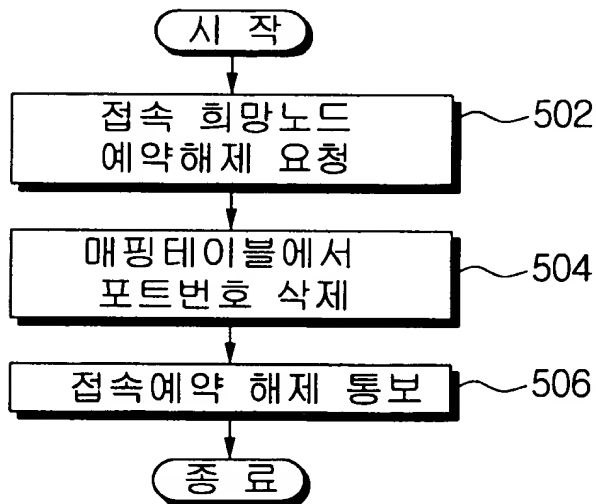 시 작
접속 희망노드
예약해제 요청
502
매핑테이블에서
포트번호 삭제
504
접속예약 해제 통보
506
종 료